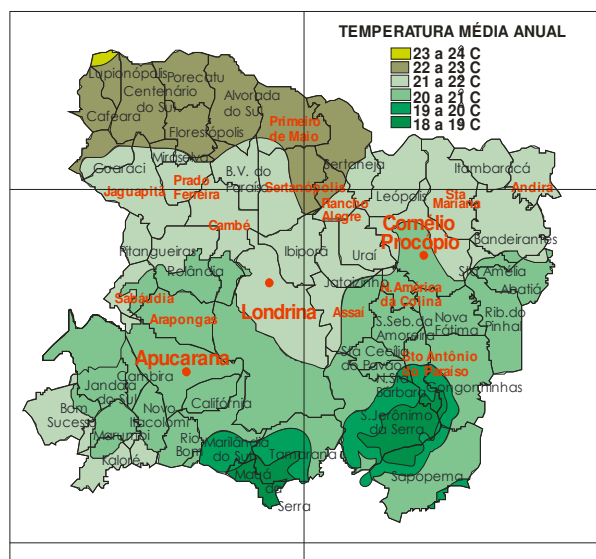 TEMPERATURA MÉDIA ANUAL
23 a 24 C
22 a 23 C
21 a 22 C
20 a 21 C
19 a 20 C
18 a 19 C
Lupionópolis
Porecatu
Centenário
do Sul
Alvorada
do Sul
Cafeara
Florestópolis
Primeiro
de Maio
Miraselva
Guaraci
B.V. do
Paraíso
Sertaneja
Itambaracá
Jaguapitã
Prado
Ferreira
Sertanópolis
Rancho
Alegre
Leópolis
Sta
Mariana
Andirá
Cambé
Cornélio
Procópio
Bandeirantes
Pitangueiras
Ibiporã
Uraí
Rolândia
Jataizinho
Sta Amélia
Abatiá
Sabáudia
Londrina
Assaí
N.América
da Colina
Arapongas
S.Seb.da
Amoreira
Nova
Fátima
Rib.do
Pinhal
Apucarana
Sta Cecília
do Pavão
Sto Antônio
do Paraíso
Cambira
Jandaia
do Sul
N.Sta
Bárbara
Congonhinhas
Bom
Sucesso
Novo
Itacolomi
Califórnia
S.Jerônimo
da Serra
Marumbi
Rio
Bom
Marilândia
do Sul
Tamarana
Kaloré
Mauá
da
Serra
Sapopema